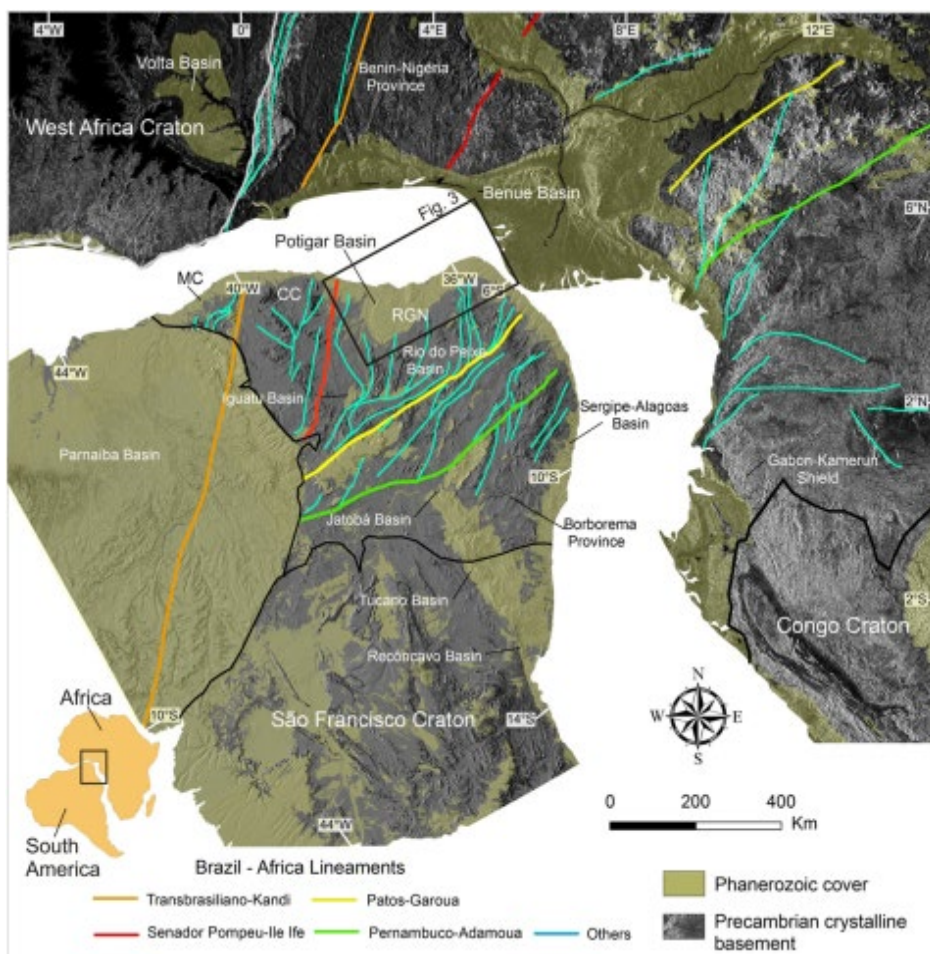 4°W
0°
4°E
8°E
12°E
Volta Basin
Benin-Nigeria
Province
West Africa Craton
Benue Basin
6°N
Fig. 3
Potigar Basin
MC
40°W
CC
36°W
6°S
RGN
44°W
Rio do Peixe
Basin
Iguatu Basin
Sergipe-Alagoas
Basin
2°N
Parnaiba Basin
Gabon-Kamerun
Shield
10°S
Jatobá Basin
Borborema
Province
Tucano Basin
2°S
Congo Craton
Recôncavo Basin
N
W
E
S
Africa
10°S
São Francisco Craton
14°S
0
200
400
Km
44°W
South
America
Brazil - Africa Lineaments
Transbrasiliano-Kandi
Patos-Garoua
Senador Pompeu-Ile Ife
Pernambuco-Adamoua
Others
Phanerozoic cover
Precambrian crystalline
basement